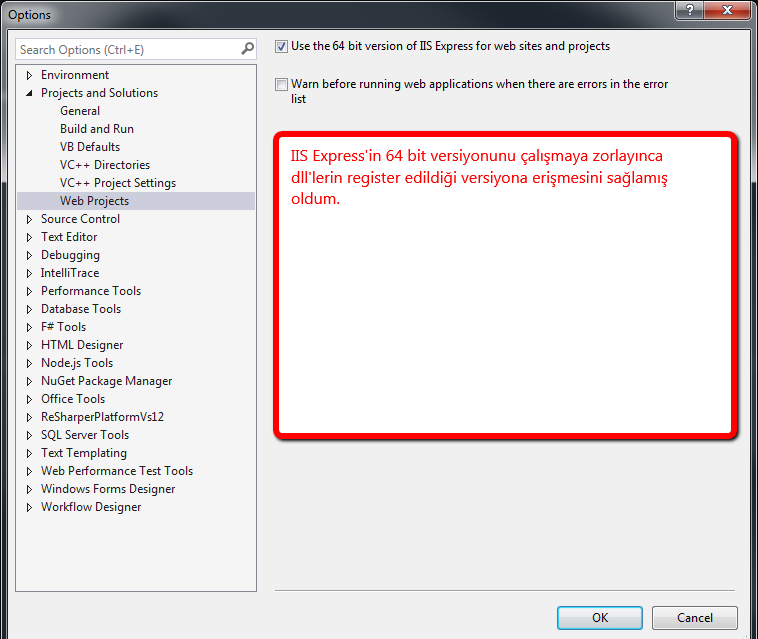 Options
Search Options (Ctrl+E)
Environment
Projects and Solutions
General
Build and Run
VB Defaults
VC++ Directories
VC++ Project Settings
Web Projects
Source Control
Text Editor
Debugging
IntelliTrace
Performance Tools
Database Tools
F# Tools
HTML Designer
Node.js Tools
NuGet Package Manager
Office Tools
ReSharperPlatformVs12
SQL Server Tools
Text Templating
Web Performance Test Tools
Windows Forms Designer
Workflow Designer
Use the 64 bit version of IIS Express for web sites and projects
Warn before running web applications when there are errors in the error
list
IIS Express'in 64 bit versiyonunu çalışmaya zorlayınca
dll'lerin register edildiği versiyona erişmesini sağlamış
oldum.
OK
Cancel